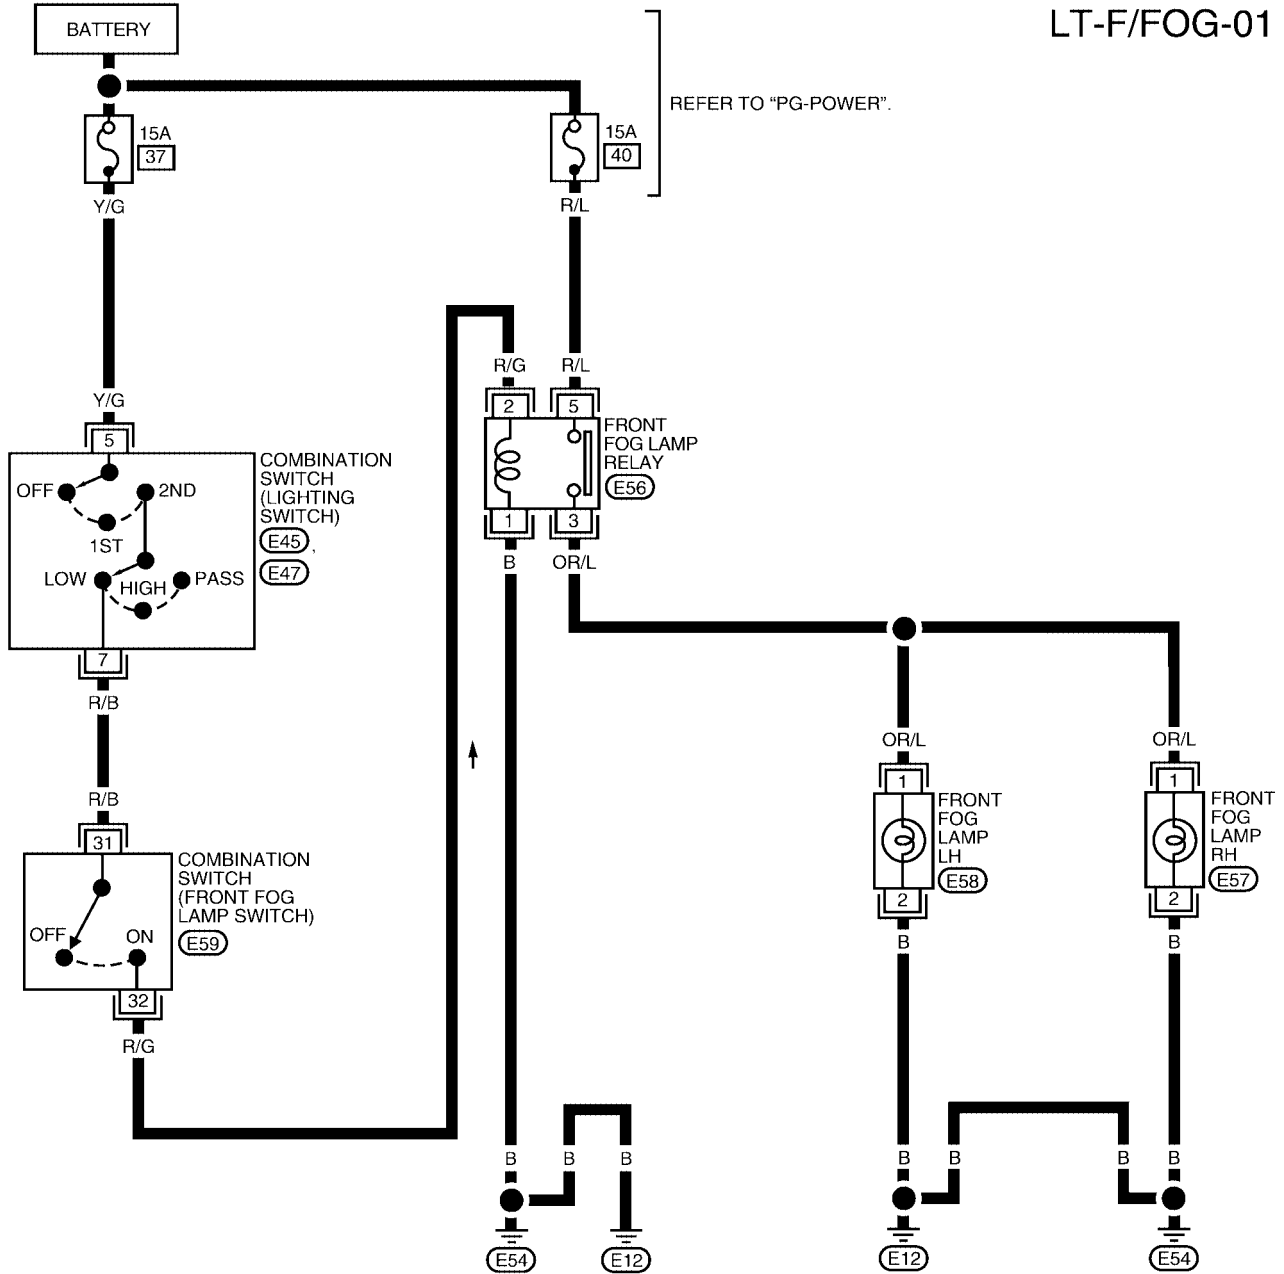 LT-F/FOG-01
BATTERY
REFER TO “PG-POWER”.
15A
37
15A
40
Y/G
R/L
R/G
R/L
Y/G
2
5
FRONT
FOG LAMP
RELAY
E56
5
COMBINATION
SWITCH
(LIGHTING
SWITCH)
E45 ,
E47
OFF
2ND
1ST
LOW
HIGH
PASS
1
3
B
OR/L
7
R/B
OR/L
OR/L
R/B
1
FRONT
FOG
LAMP
LH
E58
1
FRONT
FOG
LAMP
RH
E57
31
COMBINATION
SWITCH
(FRONT FOG
LAMP SWITCH)
E59
OFF
ON
2
2
B
B
32
R/G
B
B
B
B
B
B
B
E54
E12
E12
E54